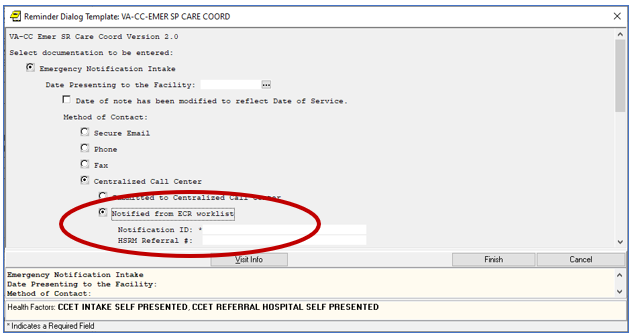 Reminder Dialog Template: VA-CC-EMER SP CARE COORD
VA-CC Emer SR Care Coord Version 2.0
Select documentation to be entered:
Emergency Notification Intake
Date Presenting to the Facility:
Date of note has been modified to reflect Date of Service.
Method of Contact:
Secure Email
Phone
Fax
Centralized Call Center
Committed to Centralized Call Center
Notified from ECR worklist
Notification ID: *
HSRM Referral #:
Visit Info
Finish
Cancel
Emergency Notification Intake
Date Presenting to the Facility:
Method of Contact:
Health Factors: CCET INTAKE SELF PRESENTED, CCET REFERRAL HOSPITAL SELF PRESENTED
* Indicates a Required Field